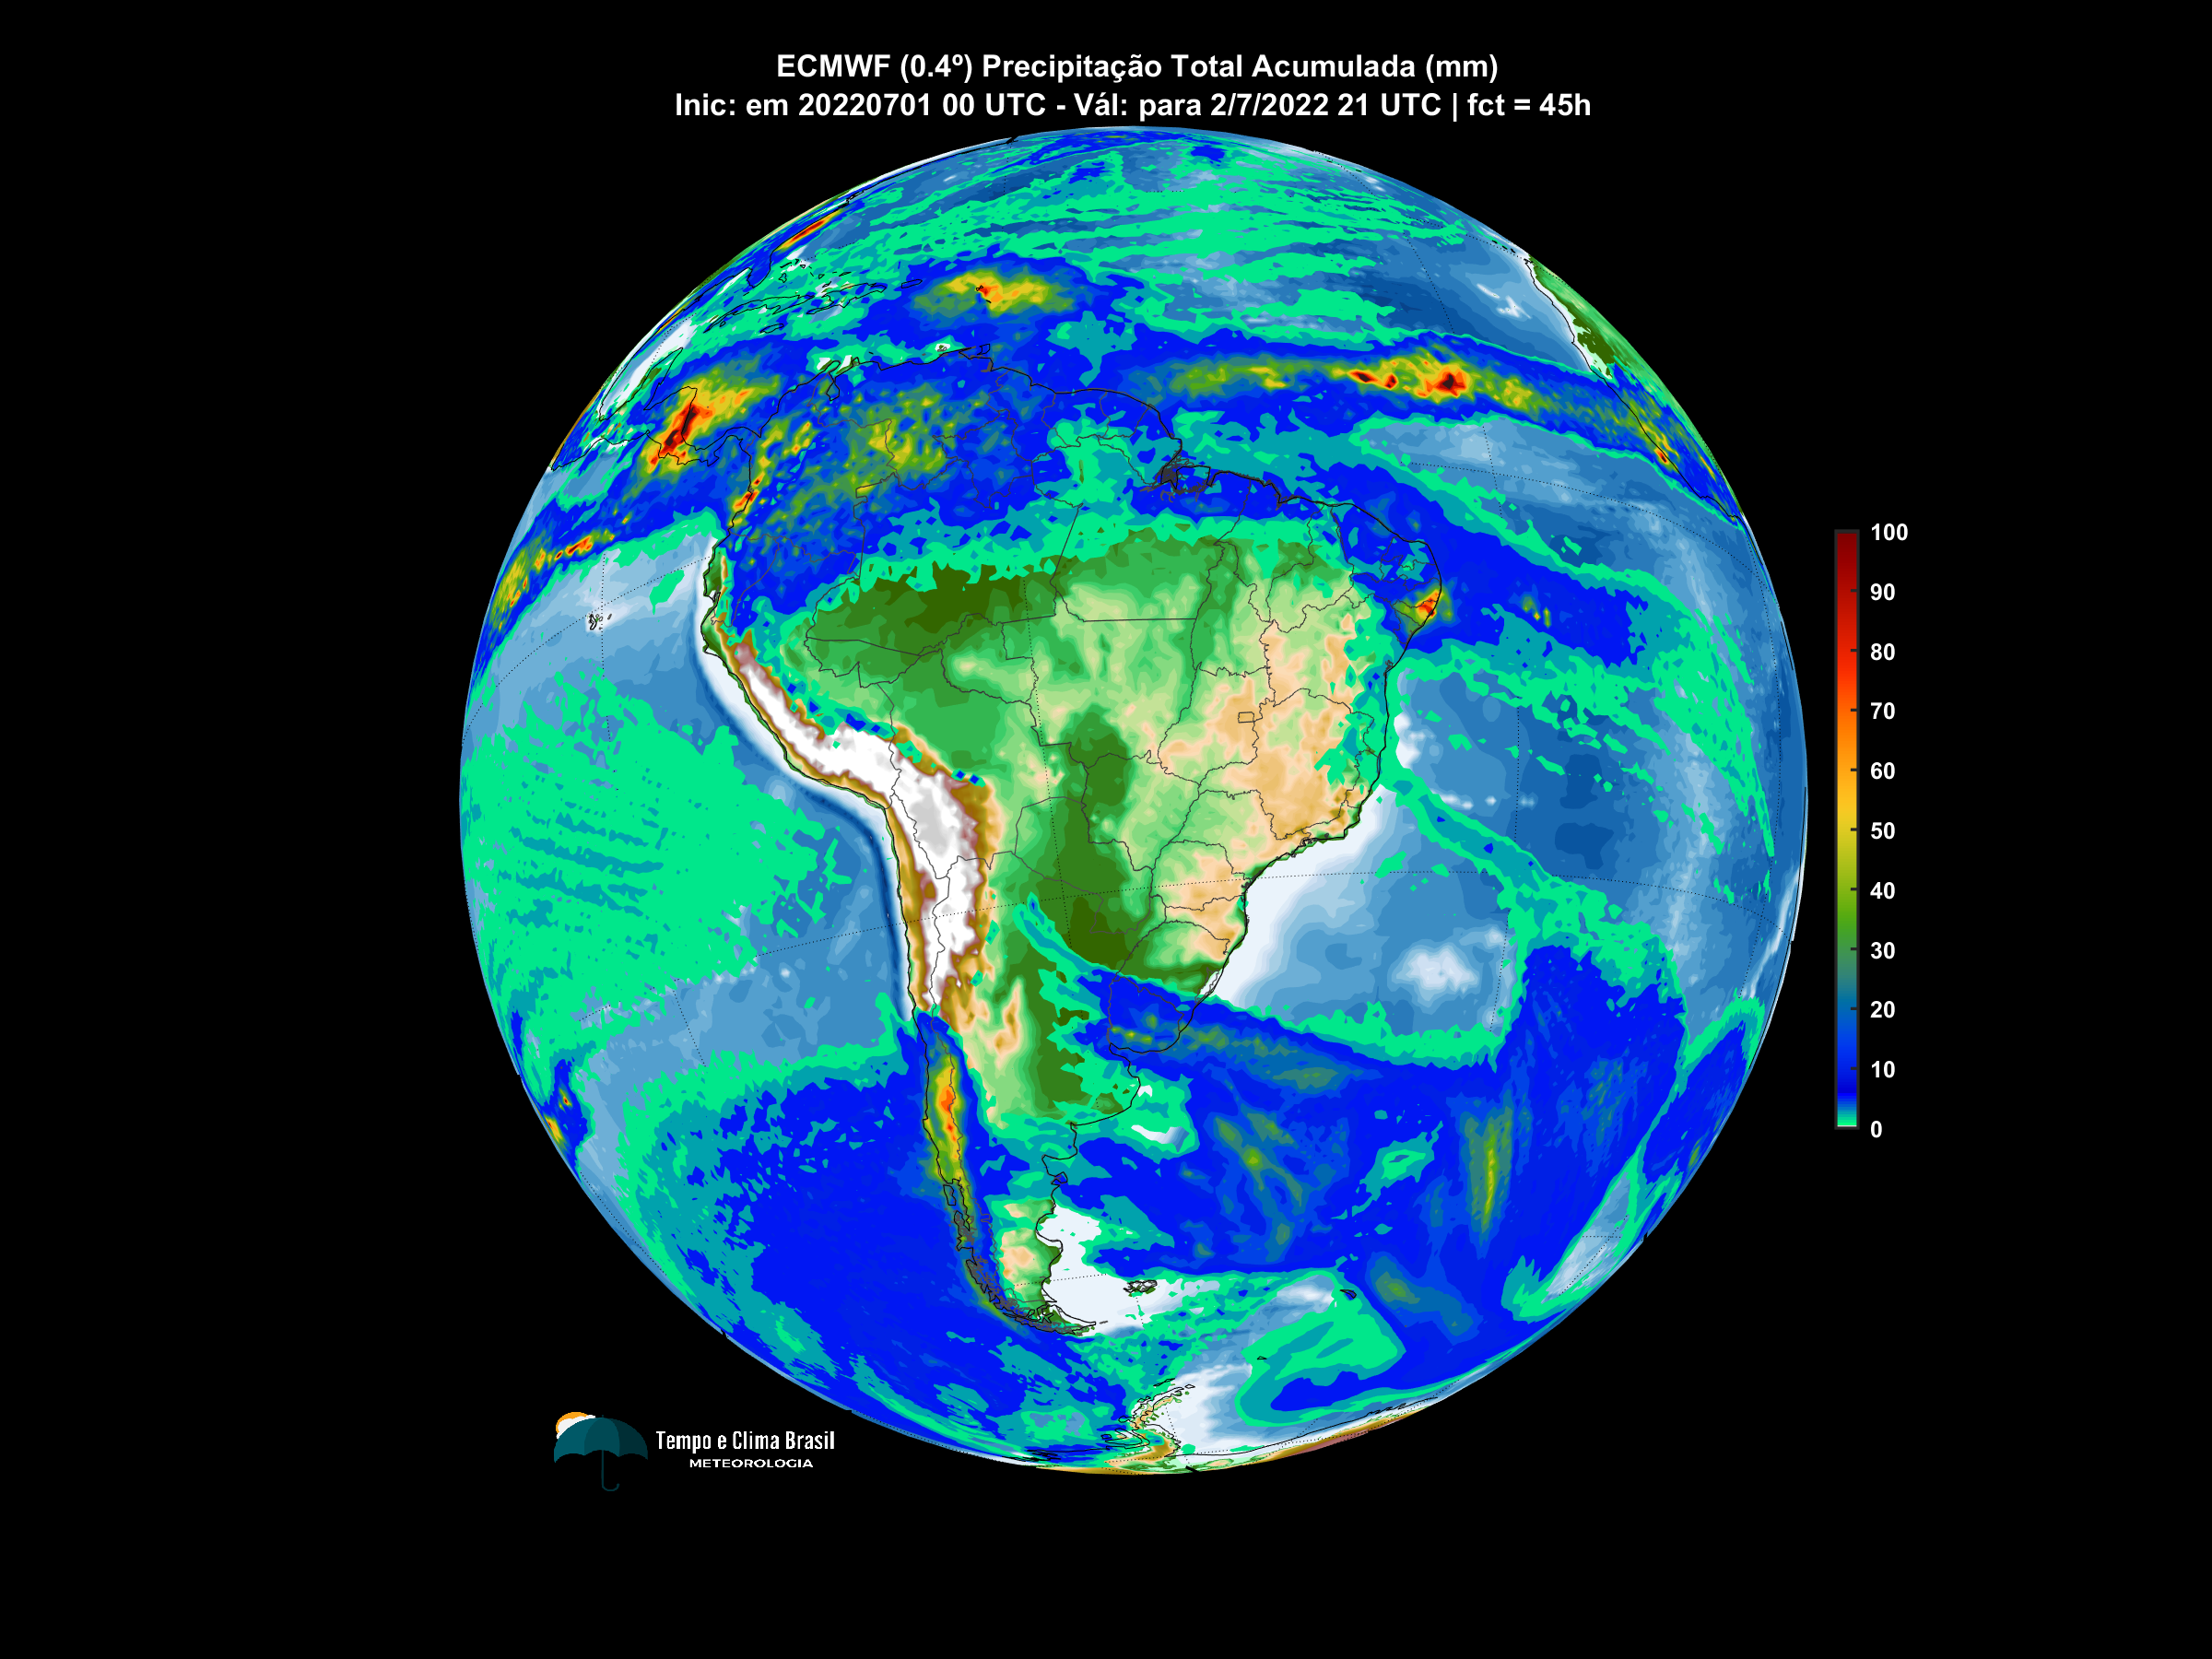 ECMWF (0.4º) Precipitação Total Acumulada (mm)
Inic: em 20220701 00 UTC - Vál: para 2/7/2022 21 UTC | fct = 45h
100
90
80
70
60
50
40
30
20
10
0
Tempo e Clima Brasil
METEOROLOGIA